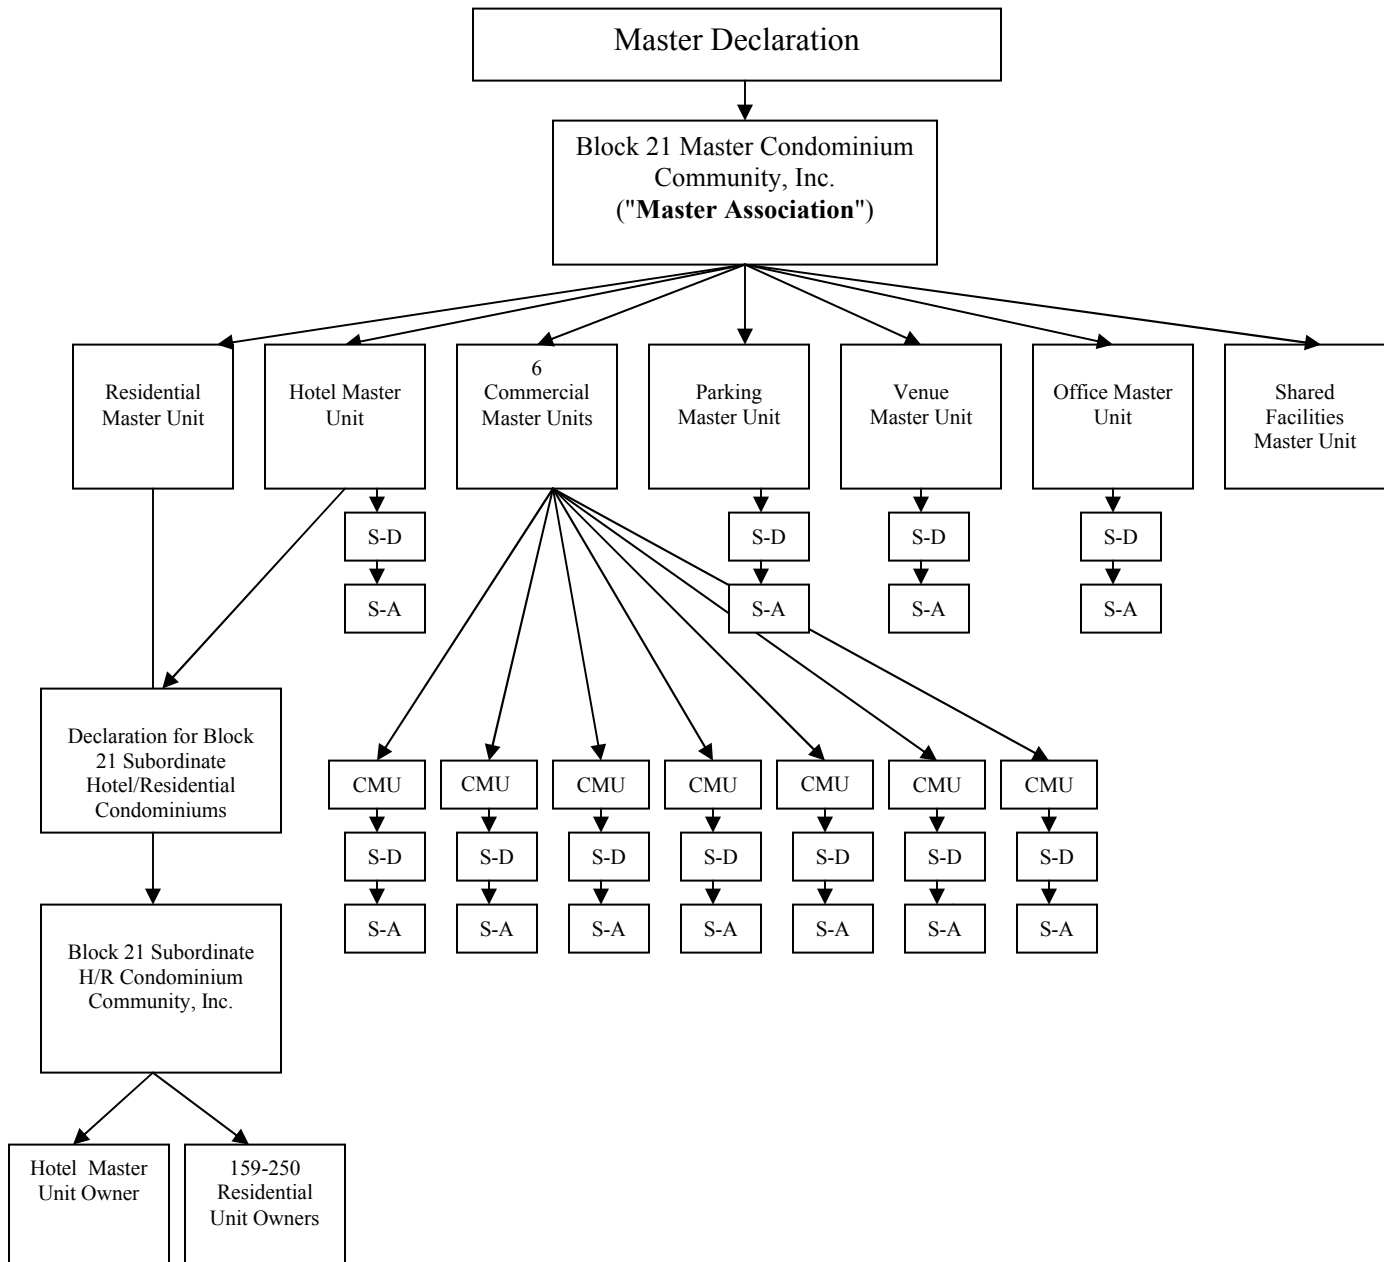 Master Declaration
Block 21 Master Condominium
Community, Inc.
("Master Association")
Residential
Master Unit
Hotel Master
Unit
6
Commercial
Master Units
Parking
Master Unit
Venue
Master Unit
Office Master
Unit
Shared
Facilities
Master Unit
S-D
S-D
S-D
S-D
S-A
S-A
S-A
S-A
Declaration for Block
21 Subordinate
Hotel/Residential
Condominiums
CMU
CMU
CMU
CMU
CMU
CMU
CMU
S-D
S-D
S-D
S-D
S-D
S-D
S-D
S-A
S-A
S-A
S-A
S-A
S-A
S-A
Block 21 Subordinate
H/R Condominium
Community, Inc.
Hotel Master
Unit Owner
159-250
Residential
Unit Owners